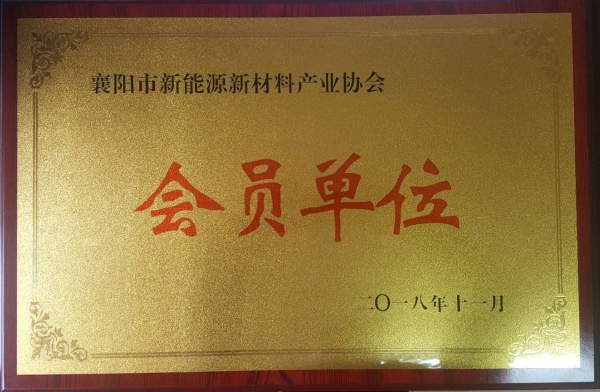 襄阳市新能源新材料产业协会
会员单位
二〇一八年十一月